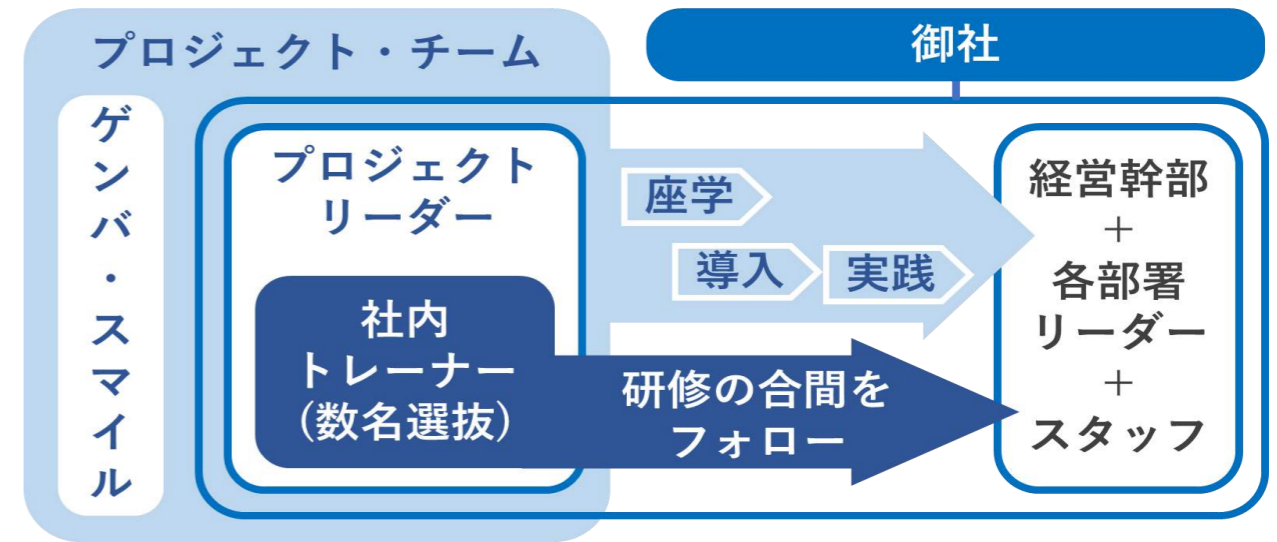 プロジェクト・チーム
御社
ゲンバ・スマイル
プロジェクト
リーダー
社内
トレーナー
(数名選抜)
座学
導入
実践
研修の合間を
フォロー
経営幹部
＋
各部署
リーダー
＋
スタッフ